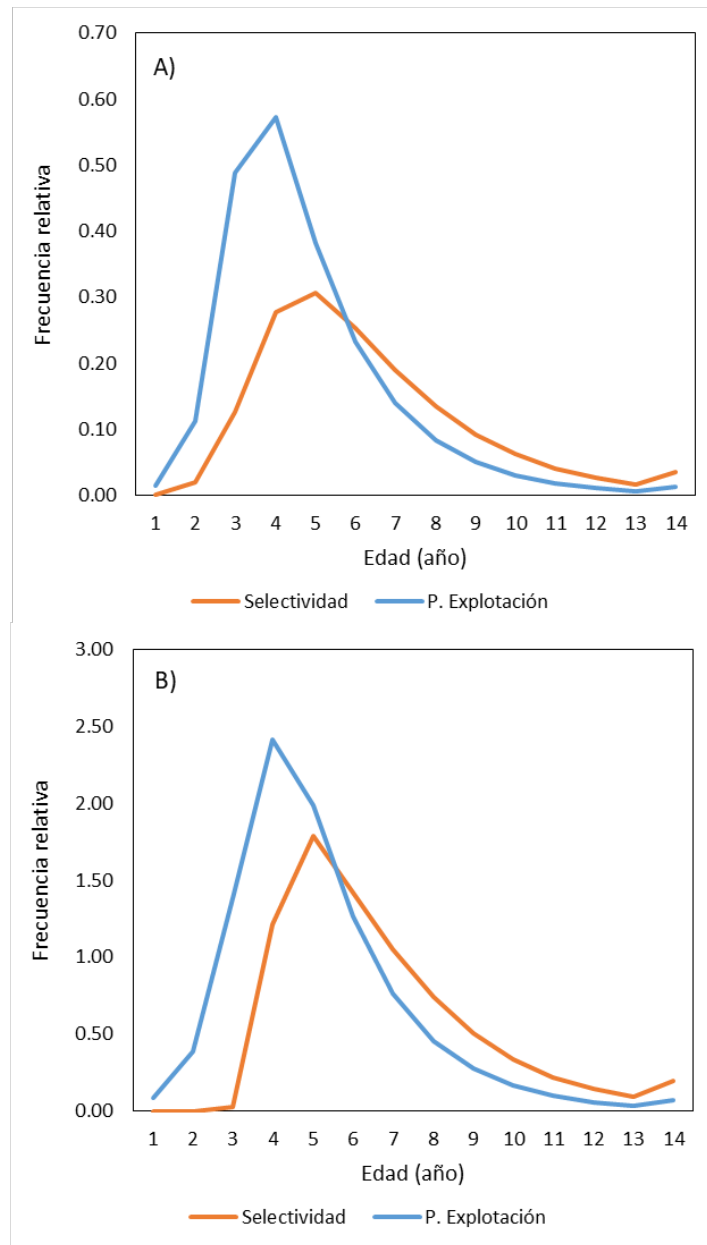 A)
0.70
0.60
0.50
0.40
0.30
0.20
0.10
0.00
Frecuencia relativa
1 2 3 4 5 6 7 8 9 10 11 12 13 14
Edad (año)
Selectividad P. Explotación
B)
3.00
2.50
2.00
1.50
1.00
0.50
0.00
Frecuencia relativa
1 2 3 4 5 6 7 8 9 10 11 12 13 14
Edad (año)
Selectividad P. Explotación